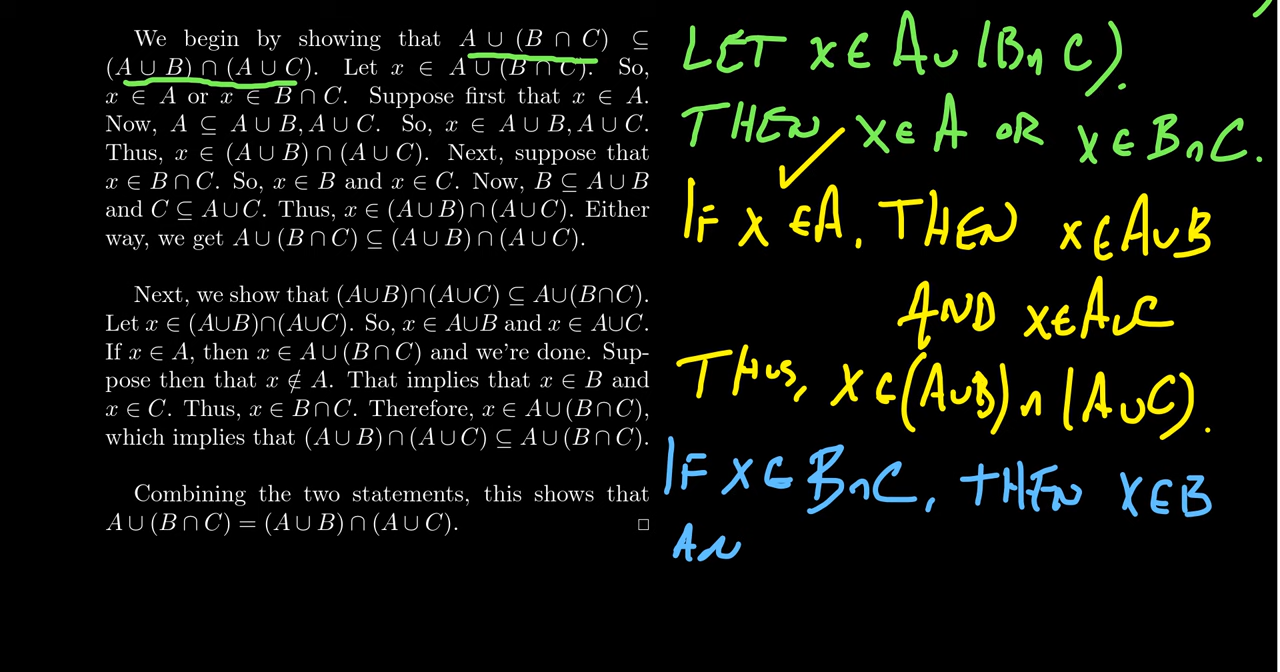 We begin by showing that A ∪ (B ∩ C) ⊆
(A ∪ B) ∩ (A ∪ C). Let x ∈ A ∪ (B ∩ C). So,
x ∈ A or x ∈ B ∩ C. Suppose first that x ∈ A.
Now, A ⊆ A ∪ B, A ∪ C. So, x ∈ A ∪ B, A ∪ C.
Thus, x ∈ (A ∪ B) ∩ (A ∪ C). Next, suppose that
x ∈ B ∩ C. So, x ∈ B and x ∈ C. Now, B ⊆ A ∪ B
and C ⊆ A ∪ C. Thus, x ∈ (A ∪ B) ∩ (A ∪ C). Either
way, we get A ∪ (B ∩ C) ⊆ (A ∪ B) ∩ (A ∪ C).
Next, we show that (A ∪ B) ∩ (A ∪ C) ⊆ A ∪ (B ∩ C).
Let x ∈ (A ∪ B) ∩ (A ∪ C). So, x ∈ A ∪ B and x ∈ A ∪ C.
If x ∈ A, then x ∈ A ∪ (B ∩ C) and we're done. Sup-
pose then that x ∉ A. That implies that x ∈ B and
x ∈ C. Thus, x ∈ B ∩ C. Therefore, x ∈ A ∪ (B ∩ C),
which implies that (A ∪ B) ∩ (A ∪ C) ⊆ A ∪ (B ∩ C).
Combining the two statements, this shows that
A ∪ (B ∩ C) = (A ∪ B) ∩ (A ∪ C). □
LET x ∈ A ∪ (B ∩ C).
THEN x ∈ A OR x ∈ B ∩ C.
IF x ∈ A, THEN x ∈ A ∪ B
AND x ∈ A ∪ C
THUS, x ∈ (A ∪ B) ∩ (A ∪ C).
IF x ∈ B ∩ C, THEN x ∈ B
AN